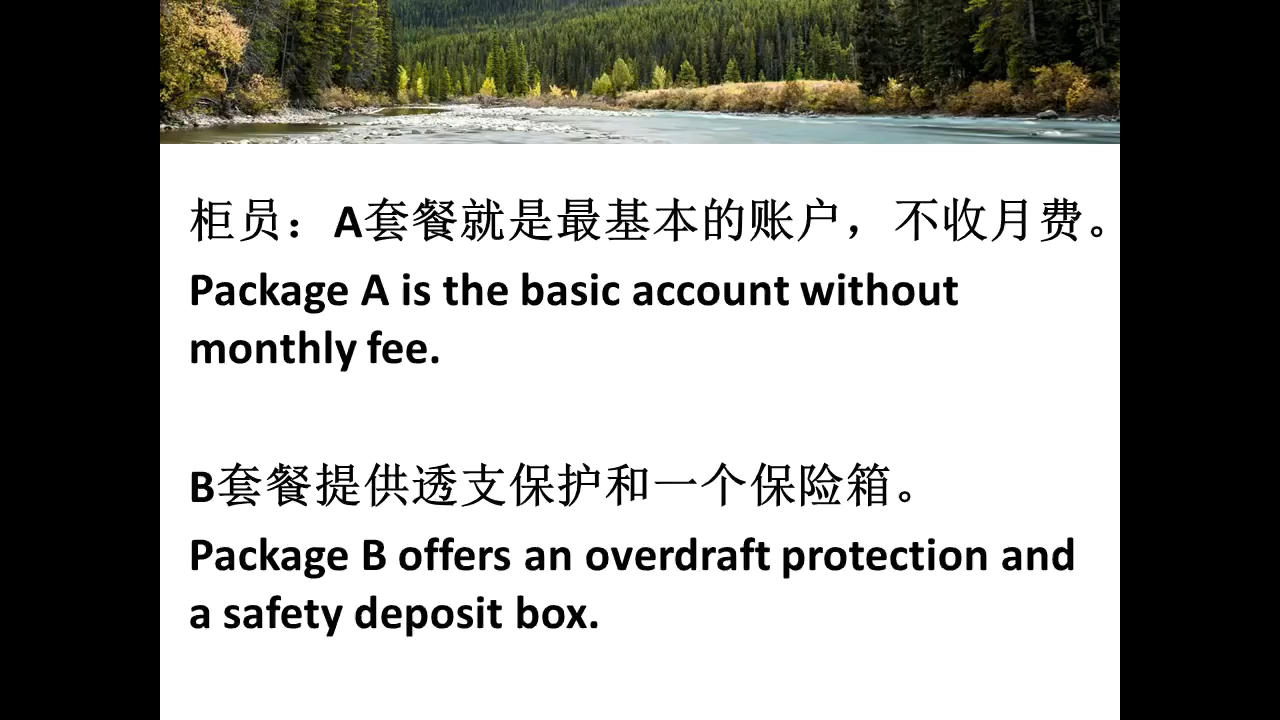 柜员：A套餐就是最基本的账户，不收月费。
Package A is the basic account without
monthly fee.
B套餐提供透支保护和一个保险箱。
Package B offers an overdraft protection and
a safety deposit box.